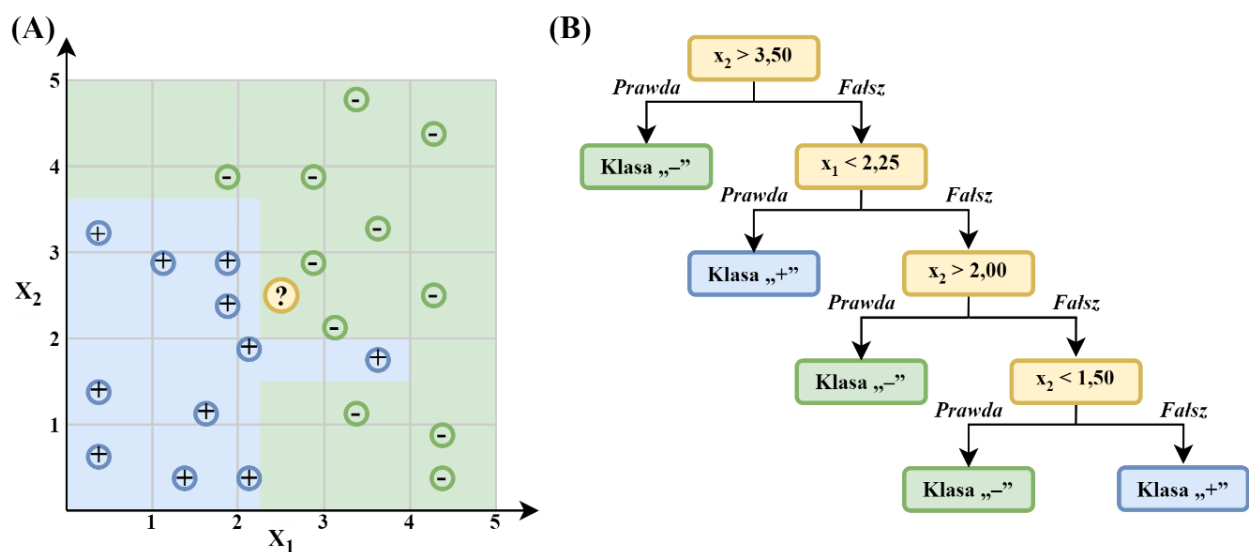 (A)
5
4
3
X2
2
1
1 2 3 4 5
X1
+ + + + + + + + + + +
- - - - - - - - - - -
?
(B)
x2 > 3,50
Prawda Fałsz
Klasa „–” x1 < 2,25
Prawda Fałsz
Klasa „+” x2 > 2,00
Prawda Fałsz
Klasa „–” x2 < 1,50
Prawda Fałsz
Klasa „–” Klasa „+”